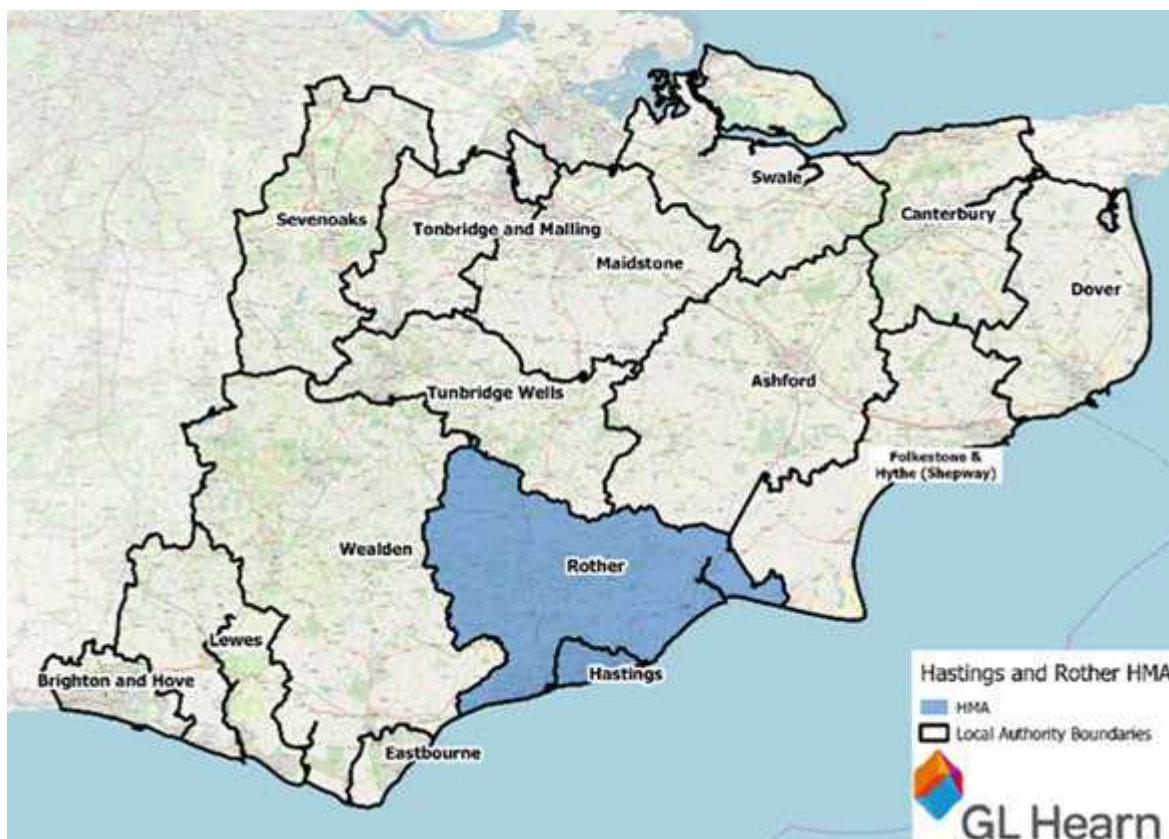 Swale
Sevenoaks
Canterbury
Tonbridge and Malling
Maidstone
Dover
Ashford
Tunbridge Wells
Folkestone &
Hythe (Shepway)
Wealden
Rother
Lewes
Hastings
Brighton and Hove
Eastbourne
Hastings and Rother HMA
HMA
Local Authority Boundaries
GL Hearn